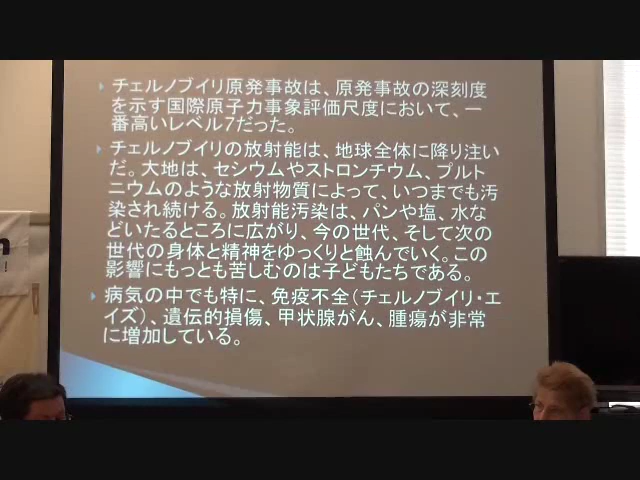 チェルノブイリ原発事故は、原発事故の深刻度
を示す国際原子力事象評価尺度において、一
番高いレベル7だった。
チェルノブイリの放射能は、地球全体に降り注い
だ。大地は、セシウムやストロンチウム、プルト
ニウムのような放射物質によって、いつまでも汚
染され続ける。放射能汚染は、パンや塩、水な
どいたるところに広がり、今の世代、そして次の
世代の身体と精神をゆっくりと蝕んでいく。この
影響にもっとも苦しむのは子どもたちである。
病気の中でも特に、免疫不全（チェルノブイリ・エ
イズ）、遺伝的損傷、甲状腺がん、腫瘍が非常
に増加している。